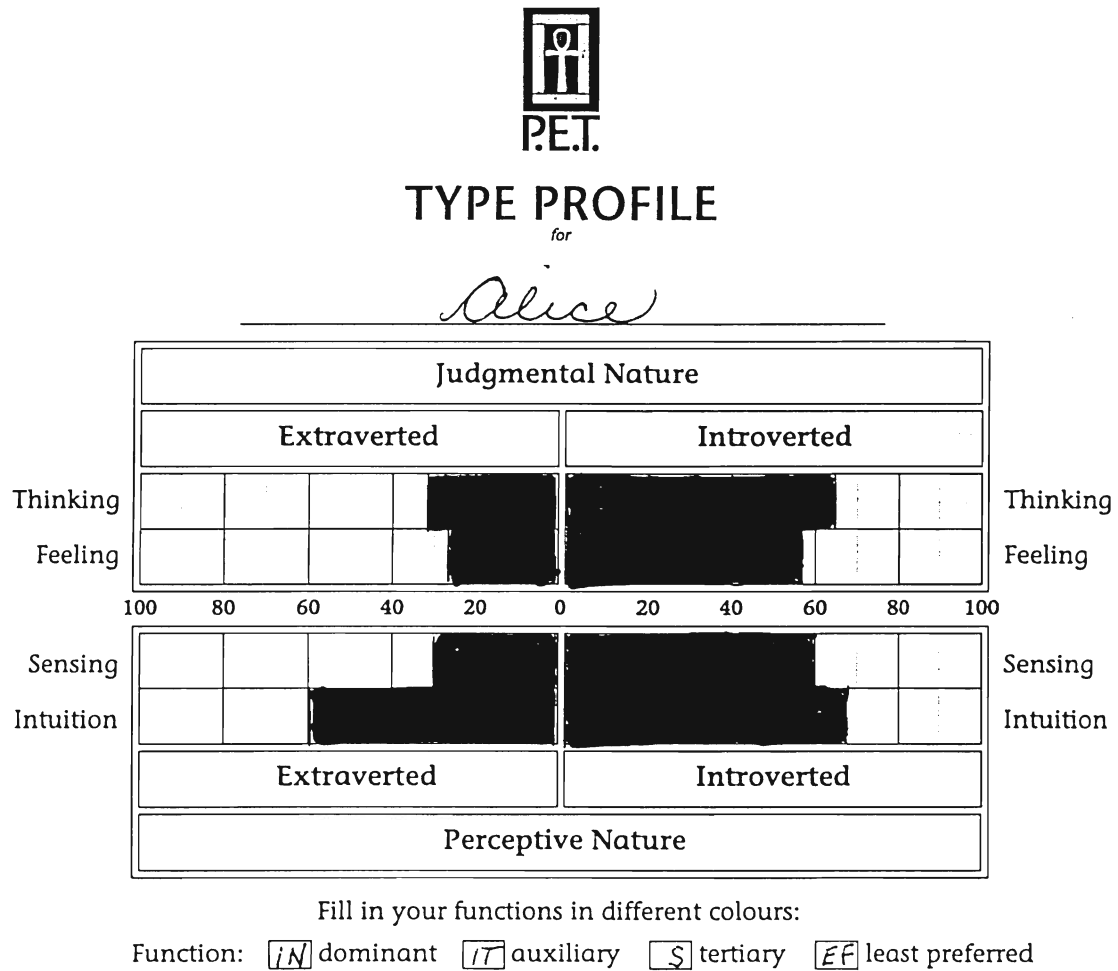 P.E.T.
TYPE PROFILE
for
Alice
Judgmental Nature
Extraverted Introverted
Thinking Thinking
Feeling Feeling
100 80 60 40 20 0 20 40 60 80 100
Sensing Sensing
Intuition Intuition
Extraverted Introverted
Perceptive Nature
Fill in your functions in different colours:
Function: iN dominant IT auxiliary S tertiary EF least preferred